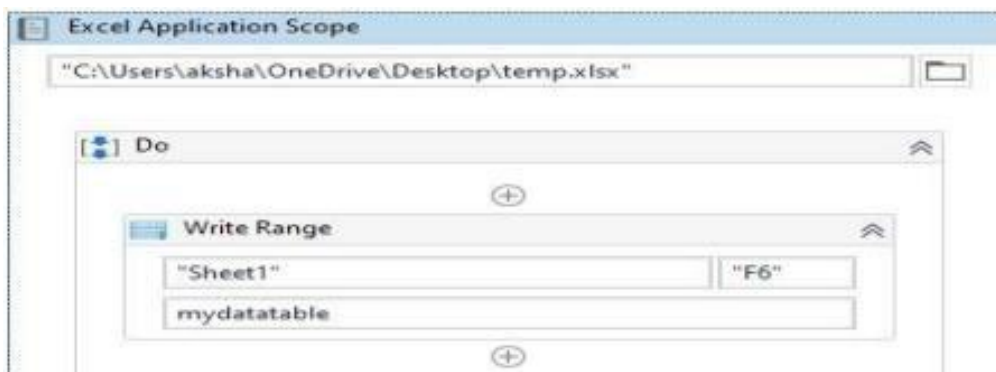 Excel Application Scope
"C:\Users\aksha\OneDrive\Desktop\temp.xlsx"
Do
Write Range
"Sheet1" "F6"
mydatatable